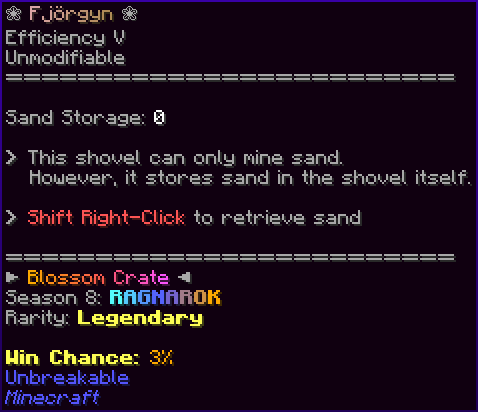 ❀ Fjörgyn ❀
Efficiency V
Unmodifiable
============================
Sand Storage: 0
> This shovel can only mine sand.
However, it stores sand in the shovel itself.
> Shift Right-Click to retrieve sand
============================
► Blossom Crate ◄
Season 8: RAGNAROK
Rarity: Legendary
Win Chance: 3%
Unbreakable
Minecraft